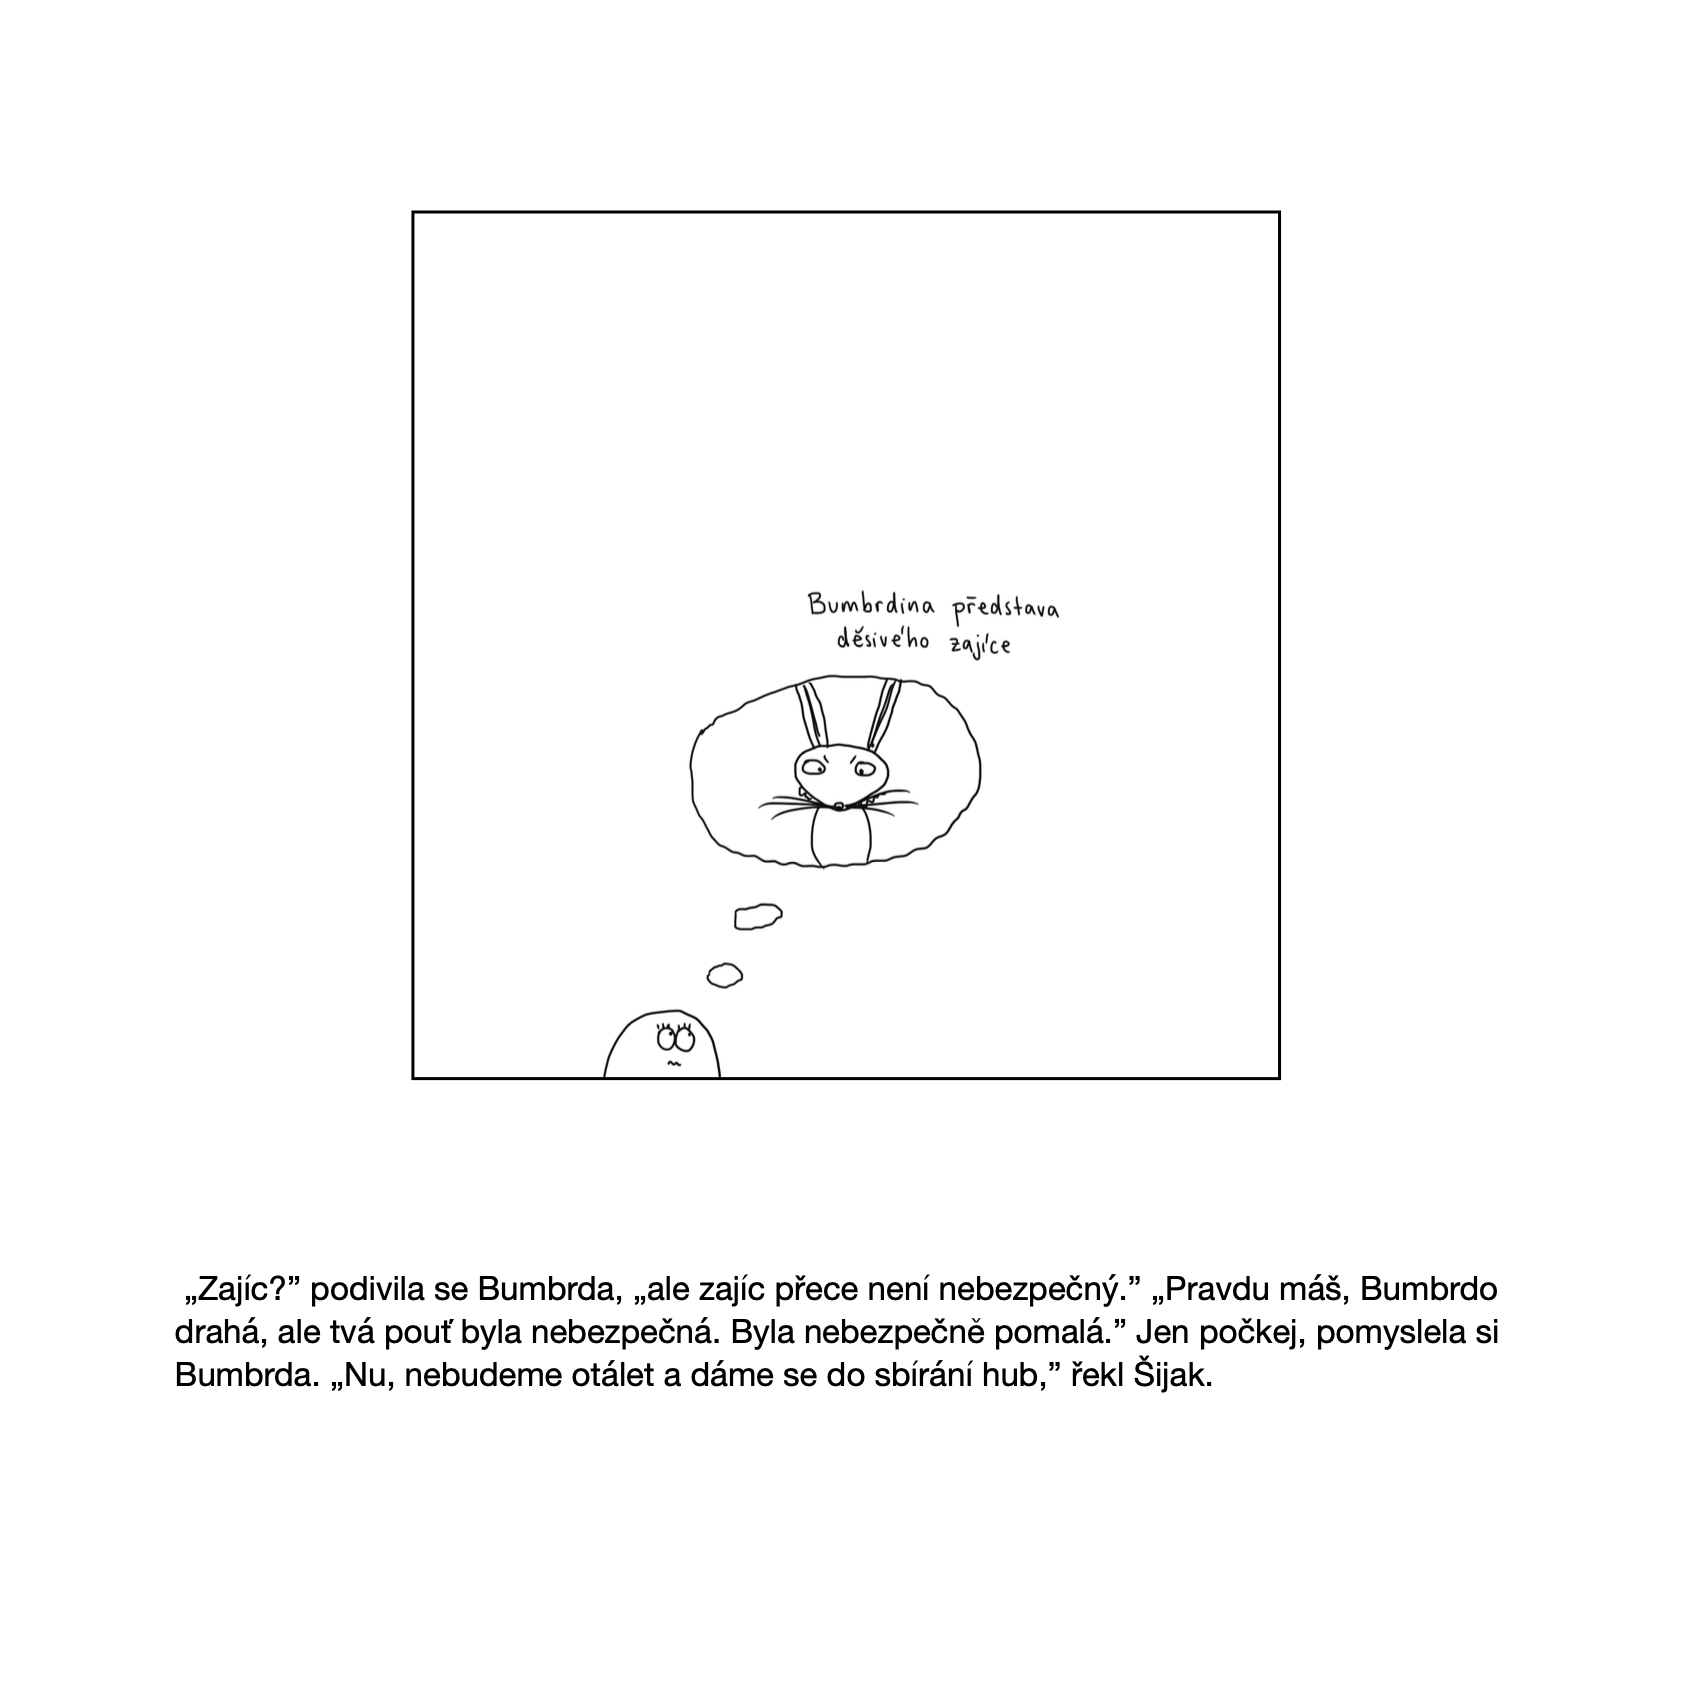 Bumbrdina představa
děsivého zajíce
„Zajíc?” podivila se Bumbrda, „ale zajíc přece není nebezpečný.” „Pravdu máš, Bumbrdo
drahá, ale tvá pouť byla nebezpečná. Byla nebezpečně pomalá.” Jen počkej, pomyslela si
Bumbrda. „Nu, nebudeme otálet a dáme se do sbírání hub,” řekl Šijak.